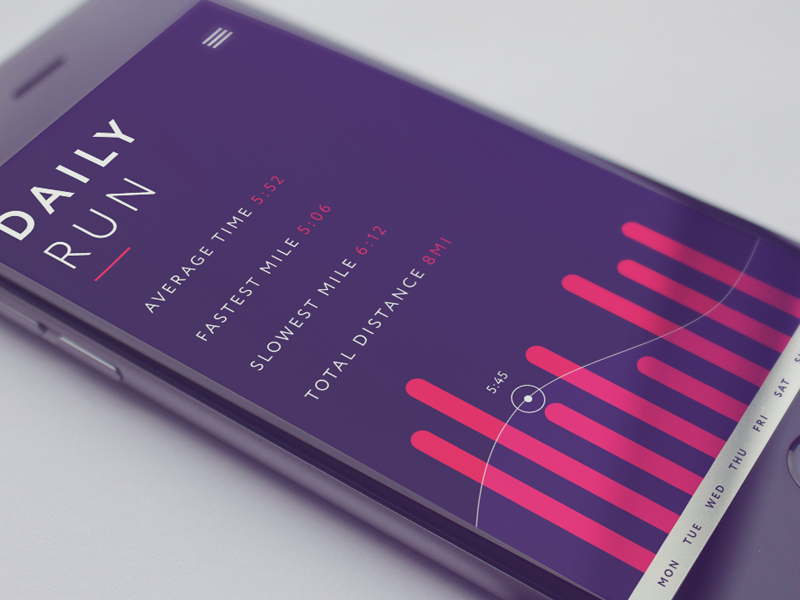 DAILY
RUN
AVERAGE TIME 5:52
FASTEST MILE 5:06
SLOWEST MILE 6:12
TOTAL DISTANCE 8MI
5:45
MON TUE WED THU FRI SAT